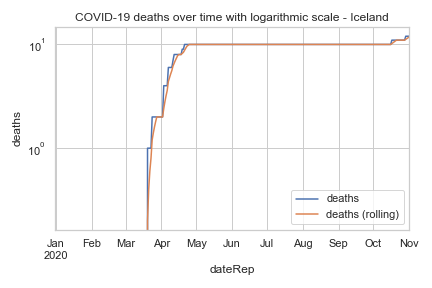 COVID-19 deaths over time with logarithmic scale - Iceland
10¹
10⁰
deaths
deaths
deaths (rolling)
Jan Feb Mar Apr May Jun Jul Aug Sep Oct Nov
2020
dateRep